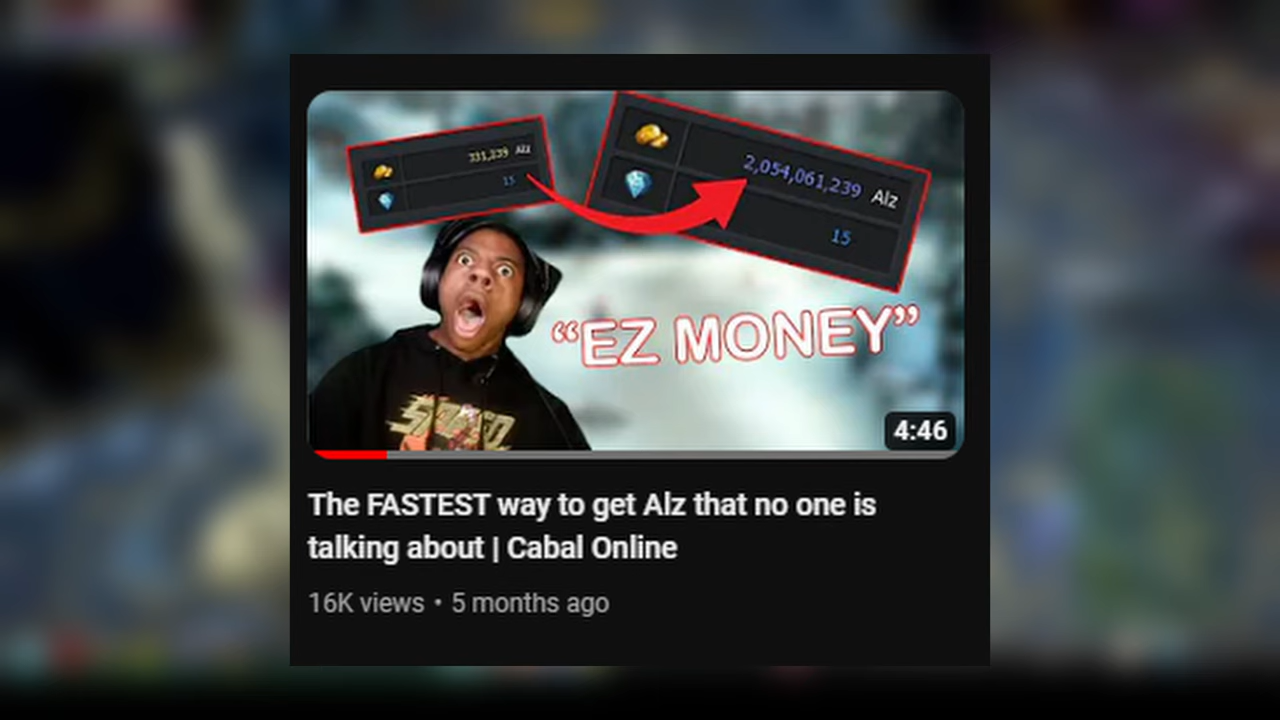 331,239 Alz
15
2,054,061,239 Alz
15
SPEED
“EZ MONEY”
4:46
The FASTEST way to get Alz that no one is
talking about | Cabal Online
16K views • 5 months ago